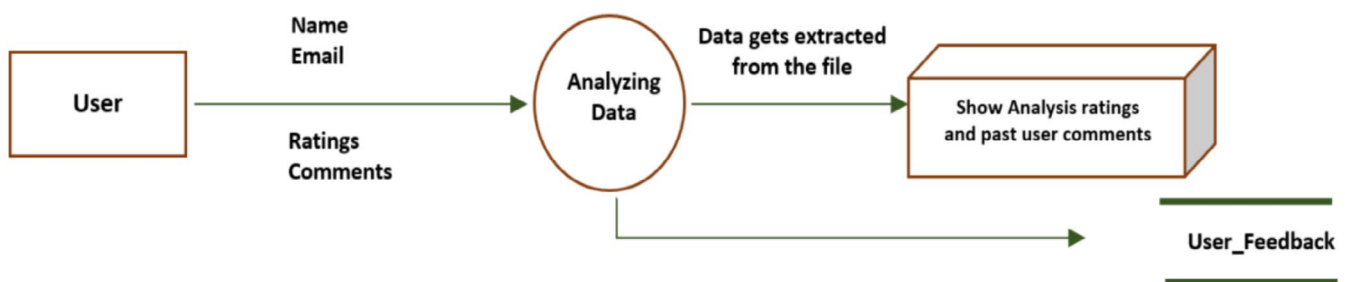 User
Name
Email
Ratings
Comments
Analyzing
Data
Data gets extracted
from the file
Show Analysis ratings
and past user comments
User_Feedback